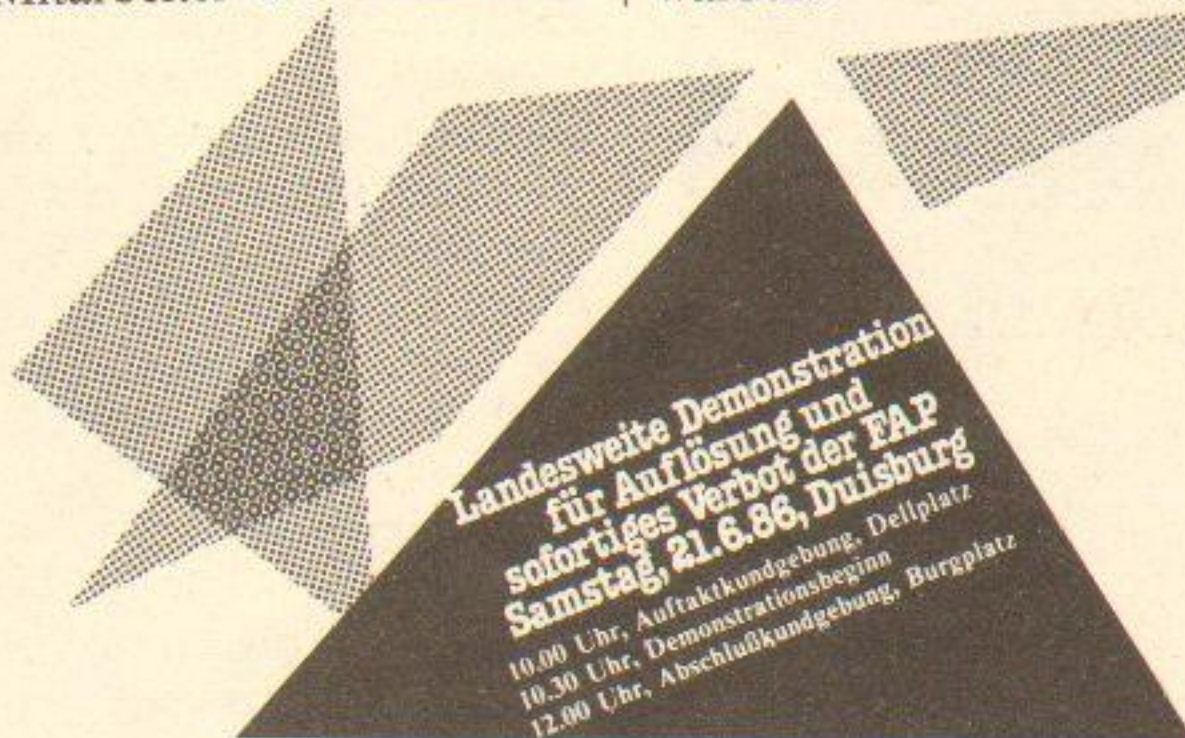 Landesweite Demonstration
für Auflösung und
sofortiges Verbot der FAP
Samstag, 21.6.86, Duisburg
10.00 Uhr, Auftaktkundgebung, Dellplatz
10.30 Uhr, Demonstrationsbeginn
12.00 Uhr, Abschlußkundgebung, Burgplatz